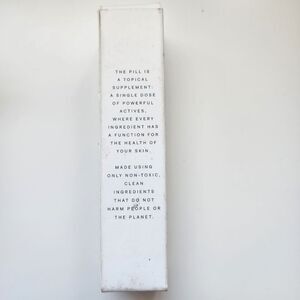 THE PILL IS
A TOPICAL
SUPPLEMENT:
A SINGLE DOSE
OF POWERFUL
ACTIVES,
WHERE EVERY
INGREDIENT HAS
A FUNCTION FOR
THE HEALTH OF
YOUR SKIN.
MADE USING
ONLY NON-TOXIC,
CLEAN
INGREDIENTS
THAT DO NOT
HARM PEOPLE OR
THE PLANET.